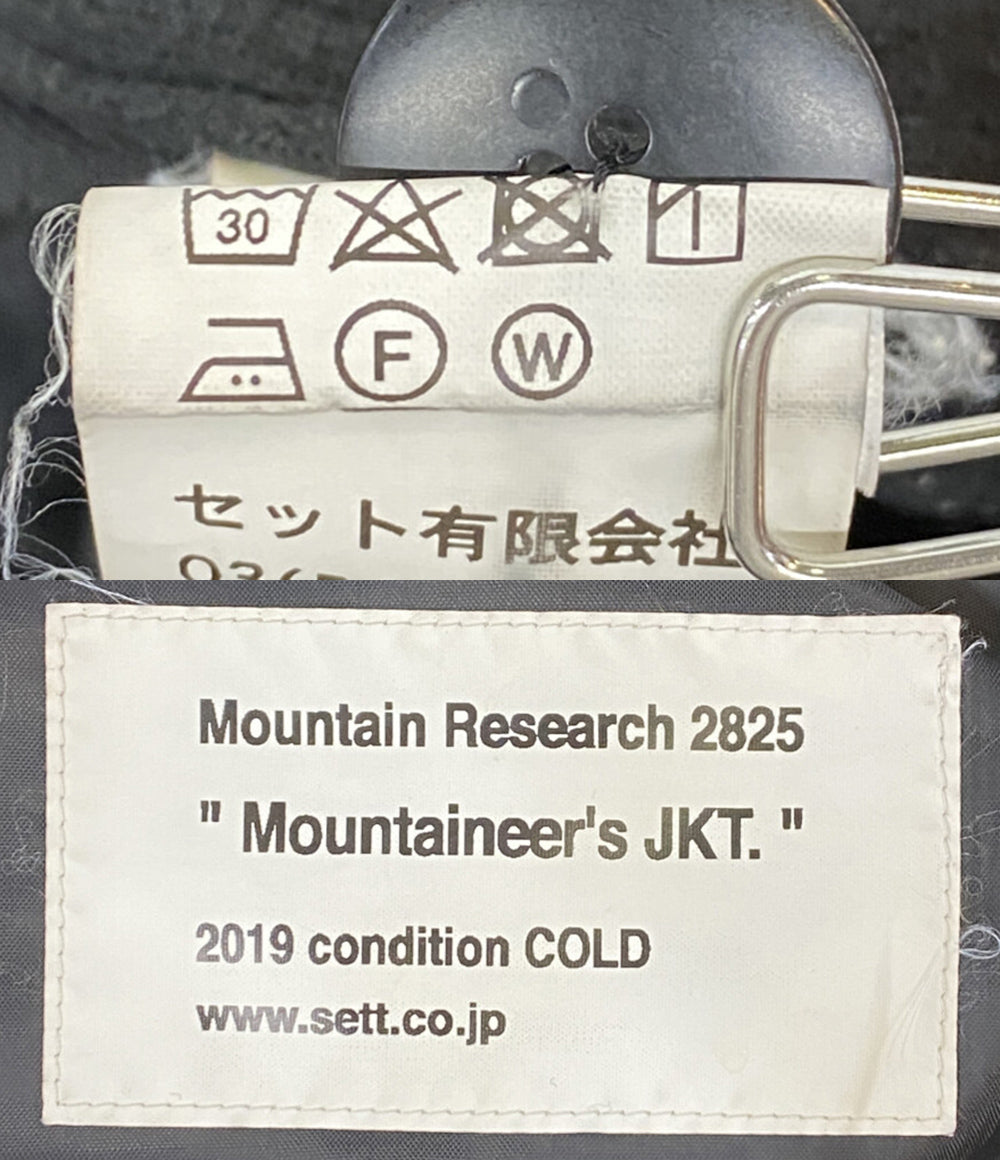 30
F W
セット有限会社
Mountain Research 2825
" Mountaineer's JKT. "
2019 condition COLD
www.sett.co.jp